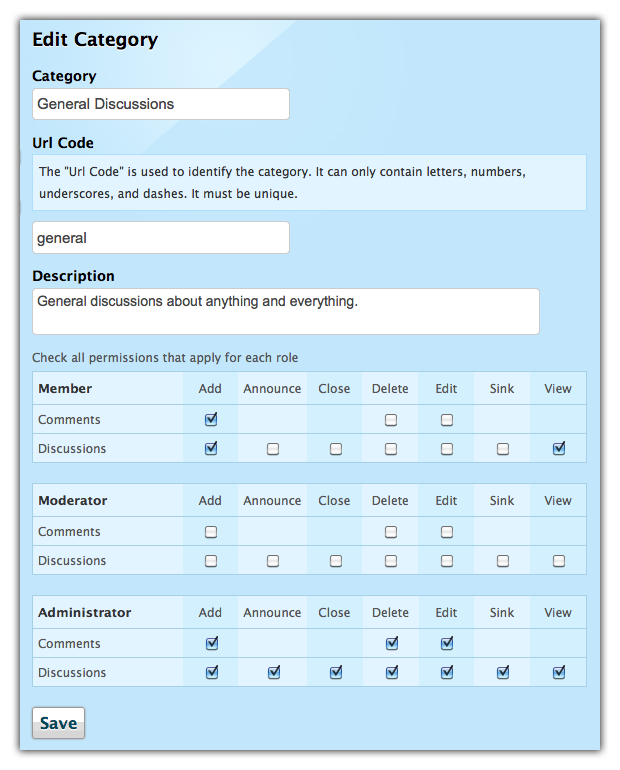 Edit Category
Category
General Discussions
Url Code
The "Url Code" is used to identify the category. It can only contain letters, numbers,
underscores, and dashes. It must be unique.
general
Description
General discussions about anything and everything.
Check all permissions that apply for each role
Member Add Announce Close Delete Edit Sink View
Comments
Discussions
Moderator Add Announce Close Delete Edit Sink View
Comments
Discussions
Administrator Add Announce Close Delete Edit Sink View
Comments
Discussions
Save